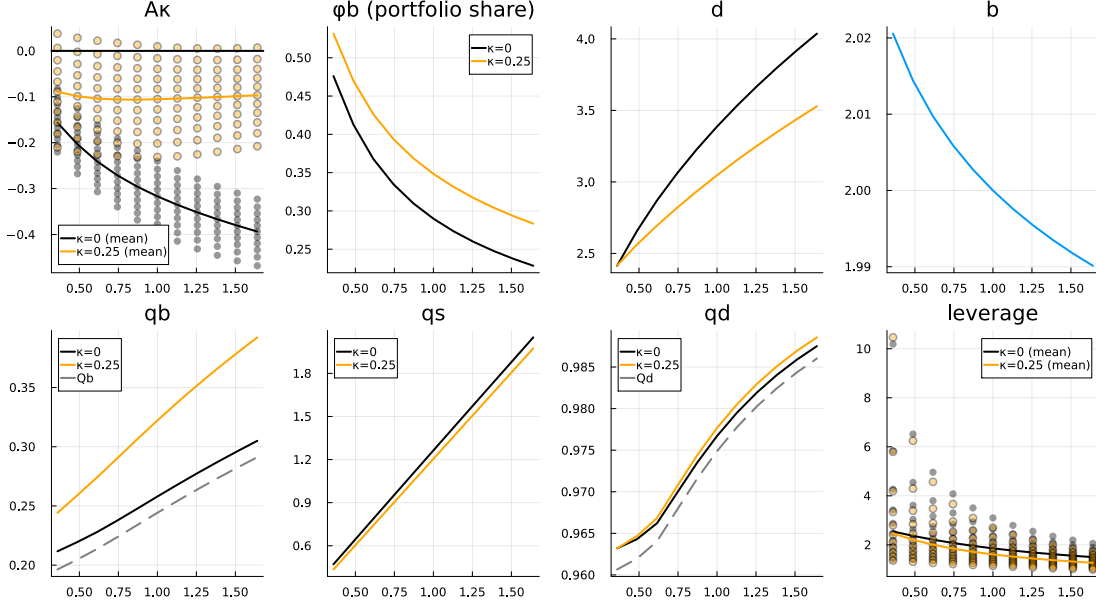 Aκ
0.0
−0.1
−0.2
−0.3
−0.4
κ=0 (mean)
κ=0.25 (mean)
0.50 0.75 1.00 1.25 1.50
φb (portfolio share)
0.50
0.45
0.40
0.35
0.30
0.25
κ=0
κ=0.25
0.50 0.75 1.00 1.25 1.50
d
4.0
3.5
3.0
2.5
0.50 0.75 1.00 1.25 1.50
b
2.02
2.01
2.00
1.99
0.50 0.75 1.00 1.25 1.50
qb
0.35
0.30
0.25
0.20
κ=0
κ=0.25
Qb
0.50 0.75 1.00 1.25 1.50
qs
1.8
1.5
1.2
0.9
0.6
κ=0
κ=0.25
0.50 0.75 1.00 1.25 1.50
qd
0.985
0.980
0.975
0.970
0.965
0.960
κ=0
κ=0.25
Qd
0.50 0.75 1.00 1.25 1.50
leverage
10
8
6
4
2
κ=0 (mean)
κ=0.25 (mean)
0.50 0.75 1.00 1.25 1.50